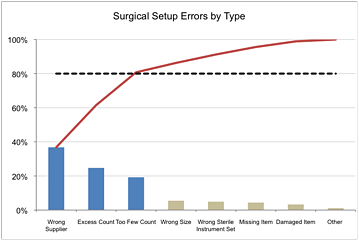 Surgical Setup Errors by Type
100%
80%
60%
40%
20%
0%
Wrong Supplier
Excess Count
Too Few Count
Wrong Size
Wrong Sterile Instrument Set
Missing Item
Damaged Item
Other